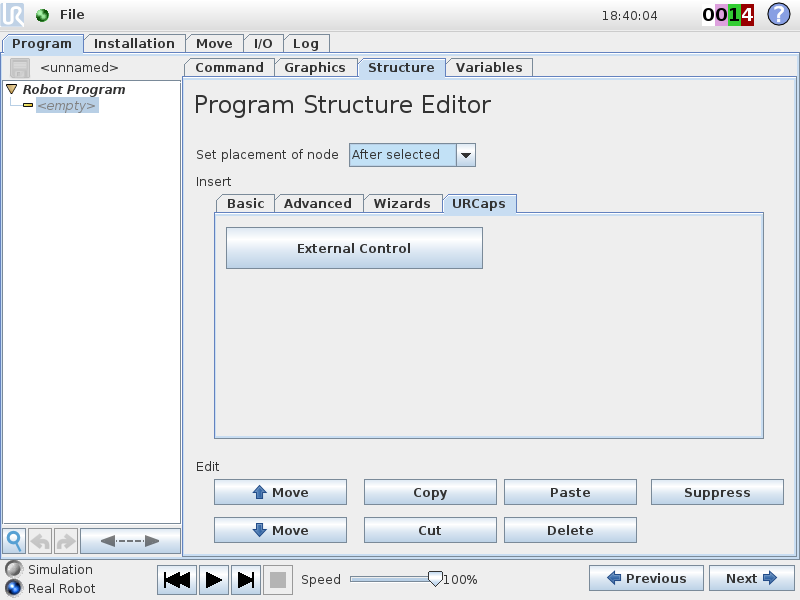 UR File 18:40:04 0014 ?
Program Installation Move I/O Log
<unnamed> Command Graphics Structure Variables
Robot Program
<empty>
Program Structure Editor
Set placement of node After selected
Insert
Basic Advanced Wizards URCaps
External Control
Edit
Move Copy Paste Suppress
Move Cut Delete
Simulation
Real Robot
Speed 100% Previous Next